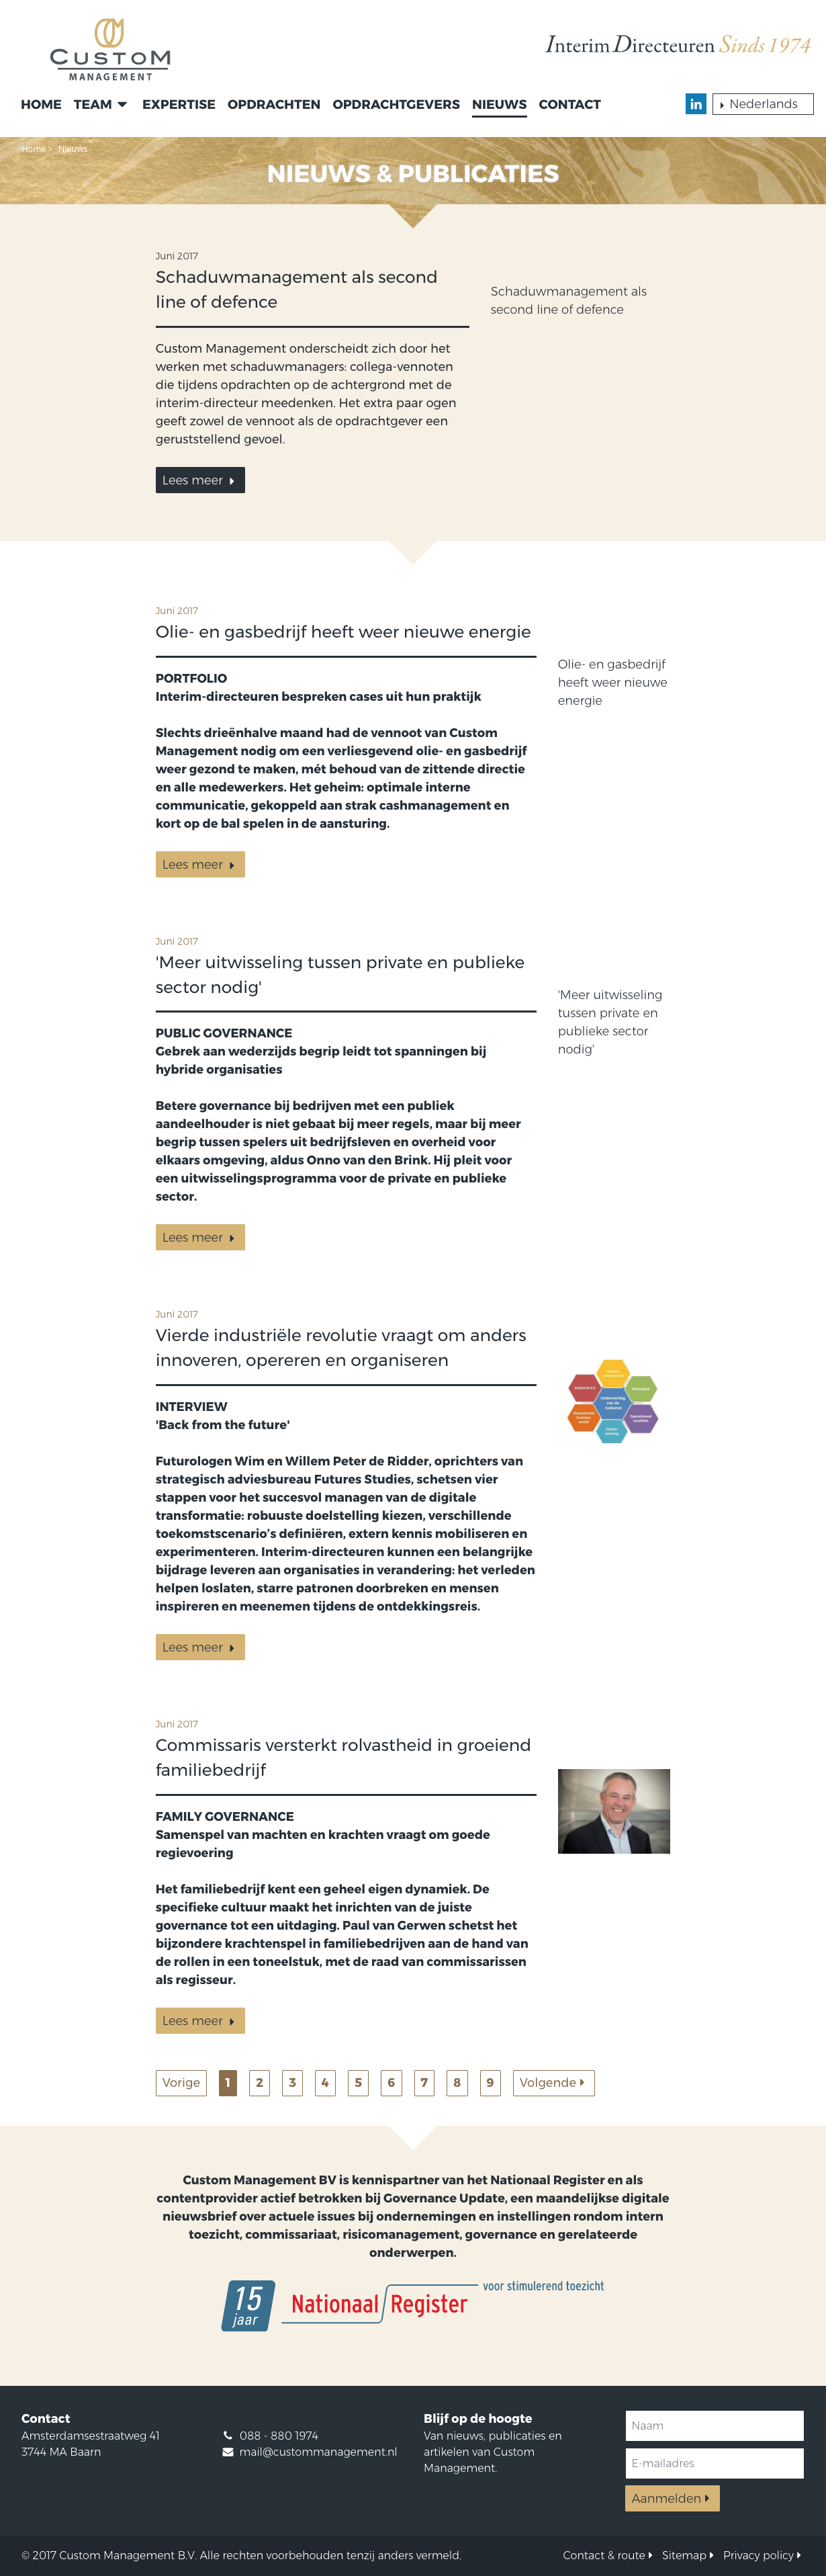 CUSTOM
MANAGEMENT
Interim Directeuren Sinds 1974
HOME TEAM EXPERTISE OPDRACHTEN OPDRACHTGEVERS NIEUWS CONTACT
in Nederlands
Home > Nieuws
NIEUWS & PUBLICATIES
Juni 2017
Schaduwmanagement als second
line of defence
Schaduwmanagement als
second line of defence
Custom Management onderscheidt zich door het
werken met schaduwmanagers: collega-vennoten
die tijdens opdrachten op de achtergrond met de
interim-directeur meedenken. Het extra paar ogen
geeft zowel de vennoot als de opdrachtgever een
geruststellend gevoel.
Lees meer
Juni 2017
Olie- en gasbedrijf heeft weer nieuwe energie
Olie- en gasbedrijf
heeft weer nieuwe
energie
PORTFOLIO
Interim-directeuren bespreken cases uit hun praktijk
Slechts drieënhalve maand had de vennoot van Custom
Management nodig om een verliesgevend olie- en gasbedrijf
weer gezond te maken, mét behoud van de zittende directie
en alle medewerkers. Het geheim: optimale interne
communicatie, gekoppeld aan strak cashmanagement en
kort op de bal spelen in de aansturing.
Lees meer
Juni 2017
'Meer uitwisseling tussen private en publieke
sector nodig'
'Meer uitwisseling
tussen private en
publieke sector
nodig'
PUBLIC GOVERNANCE
Gebrek aan wederzijds begrip leidt tot spanningen bij
hybride organisaties
Betere governance bij bedrijven met een publiek
aandeelhouder is niet gebaat bij meer regels, maar bij meer
begrip tussen spelers uit bedrijfsleven en overheid voor
elkaars omgeving, aldus Onno van den Brink. Hij pleit voor
een uitwisselingsprogramma voor de private en publieke
sector.
Lees meer
Juni 2017
Vierde industriële revolutie vraagt om anders
innoveren, opereren en organiseren
INTERVIEW
'Back from the future'
Futurologen Wim en Willem Peter de Ridder, oprichters van
strategisch adviesbureau Futures Studies, schetsen vier
stappen voor het succesvol managen van de digitale
transformatie: robuuste doelstelling kiezen, verschillende
toekomstscenario's definiëren, extern kennis mobiliseren en
experimenteren. Interim-directeuren kunnen een belangrijke
bijdrage leveren aan organisaties in verandering: het verleden
helpen loslaten, starre patronen doorbreken en mensen
inspireren en meenemen tijdens de ontdekkingsreis.
Lees meer
Juni 2017
Commissaris versterkt rolvastheid in groeiend
familiebedrijf
FAMILY GOVERNANCE
Samenspel van machten en krachten vraagt om goede
regievoering
Het familiebedrijf kent een geheel eigen dynamiek. De
specifieke cultuur maakt het inrichten van de juiste
governance tot een uitdaging. Paul van Gerwen schetst het
bijzondere krachtenspel in familiebedrijven aan de hand van
de rollen in een toneelstuk, met de raad van commissarissen
als regisseur.
Lees meer
Vorige 1 2 3 4 5 6 7 8 9 Volgende
Custom Management BV is kennispartner van het Nationaal Register en als
contentprovider actief betrokken bij Governance Update, een maandelijkse digitale
nieuwsbrief over actuele issues bij ondernemingen en instellingen rondom intern
toezicht, commissariaat, risicomanagement, governance en gerelateerde
onderwerpen.
15 jaar Nationaal Register voor stimulerend toezicht
Contact
Amsterdamsestraatweg 41
3744 MA Baarn
088 - 880 1974
mail@custommanagement.nl
Blijf op de hoogte
Van nieuws, publicaties en
artikelen van Custom
Management.
Naam
E-mailadres
Aanmelden
© 2017 Custom Management B.V. Alle rechten voorbehouden tenzij anders vermeld.
Contact & route Sitemap Privacy policy